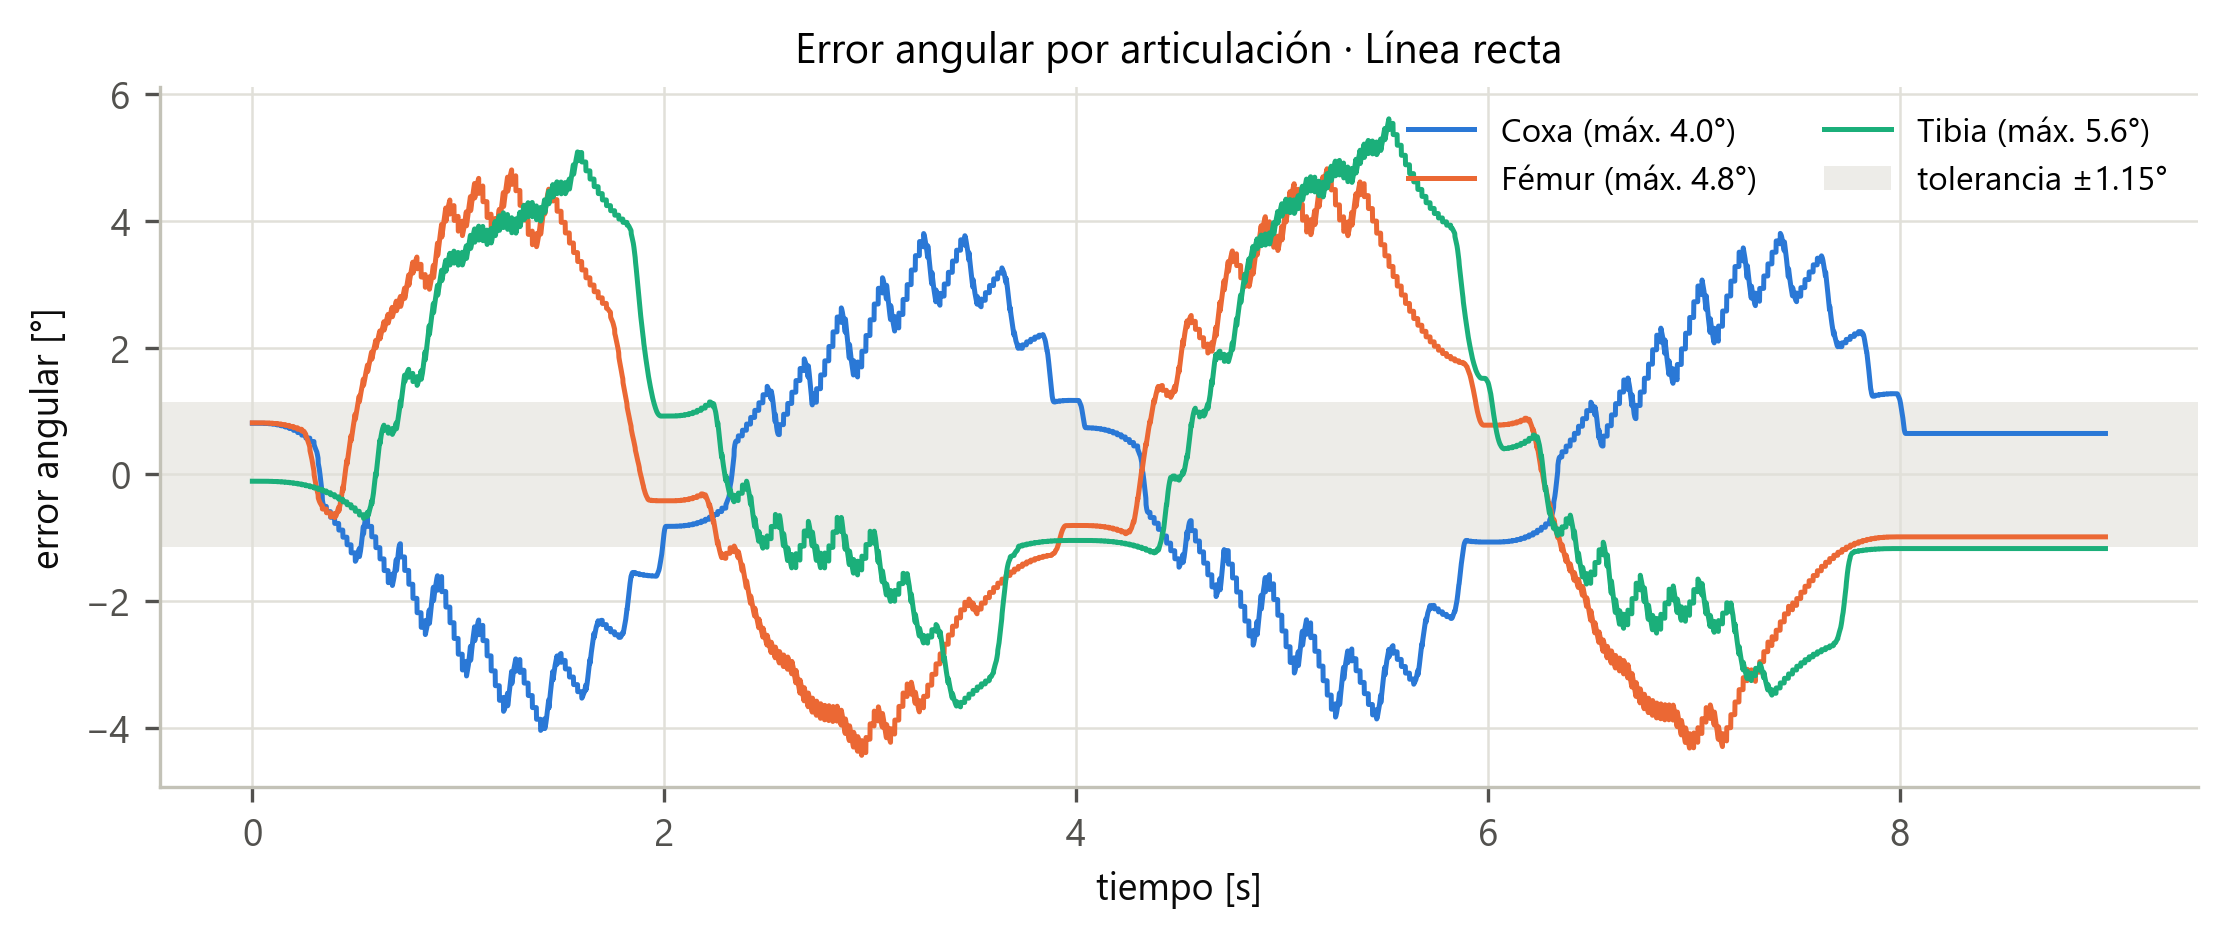 Error angular por articulación · Línea recta
error angular [°]
6
4
2
0
−2
−4
Coxa (máx. 4.0°)
Fémur (máx. 4.8°)
Tibia (máx. 5.6°)
tolerancia ±1.15°
0 2 4 6 8
tiempo [s]